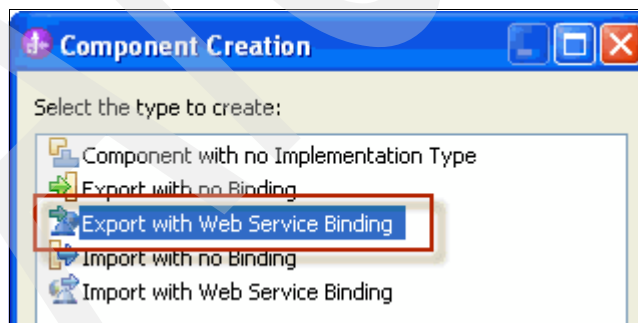 Component Creation
Select the type to create:
Component with no Implementation Type
Export with no Binding
Export with Web Service Binding
Import with no Binding
Import with Web Service Binding